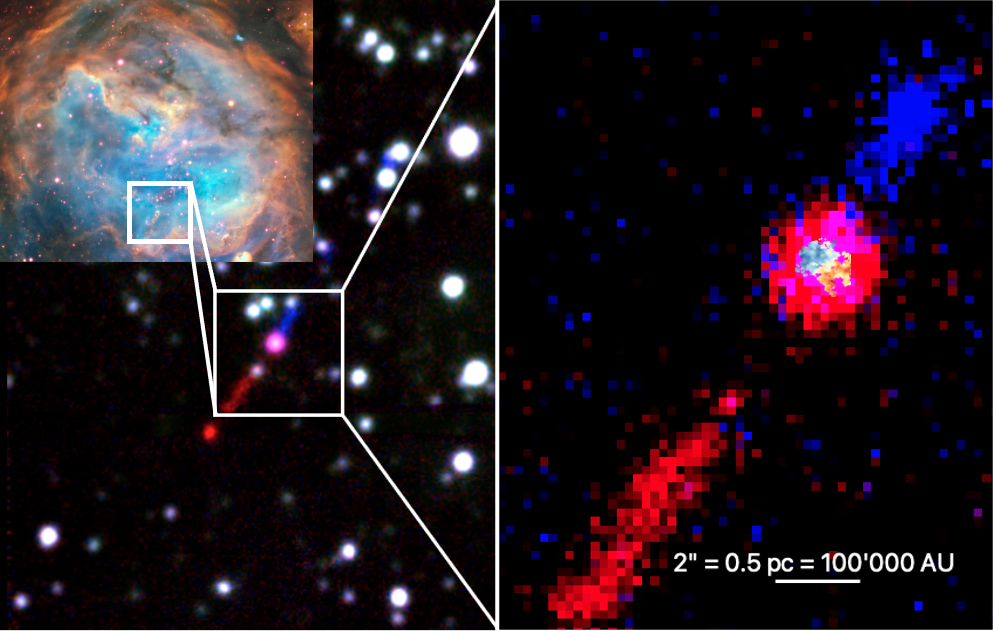 2" = 0.5 pc = 100'000 AU